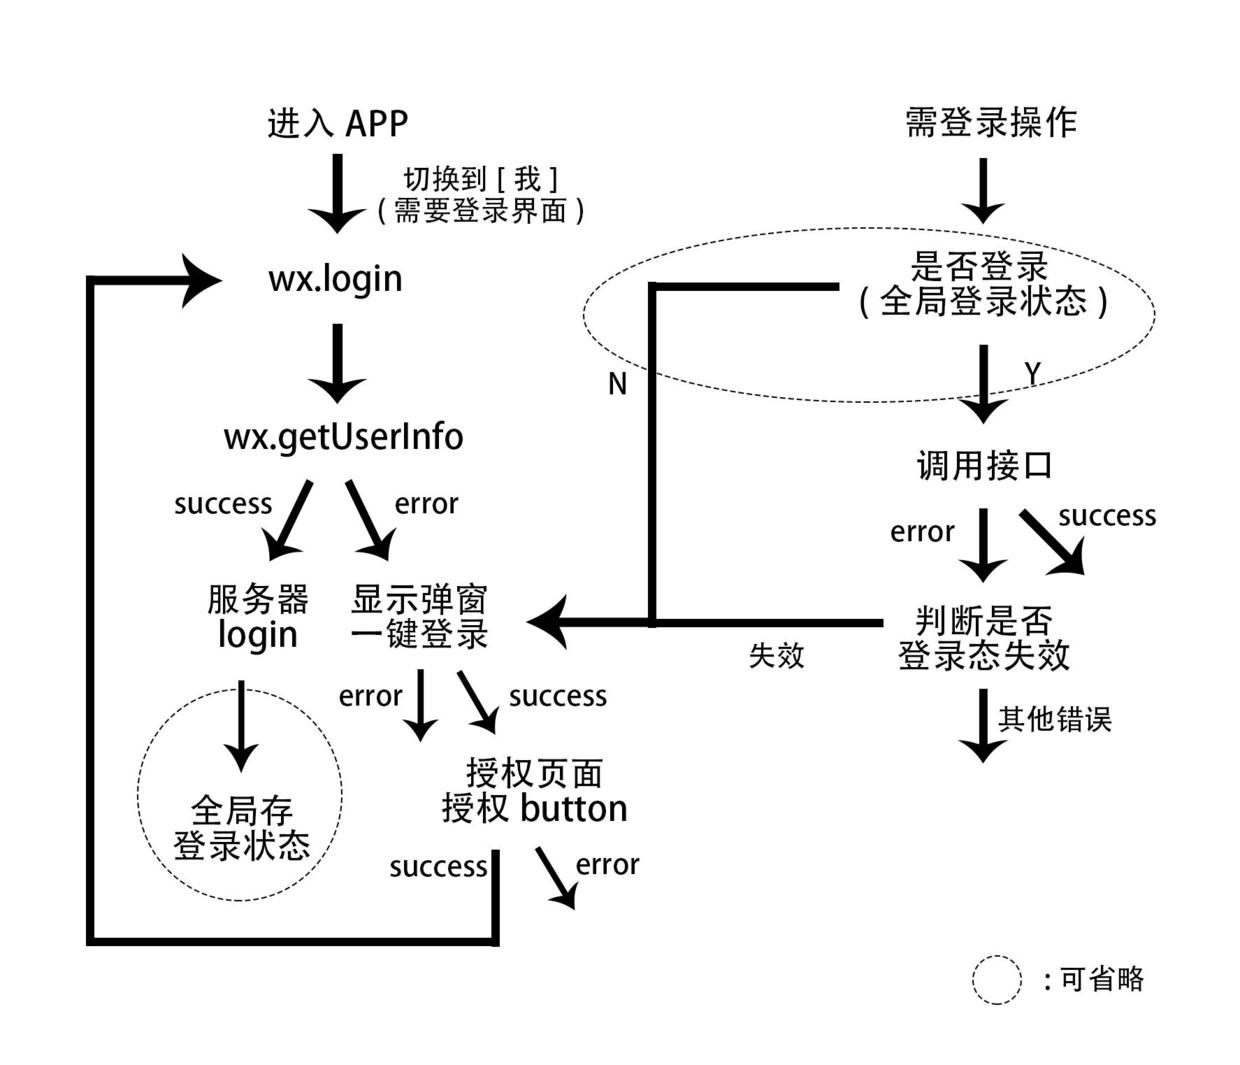 进入 APP
切换到 [ 我 ]
( 需要登录界面 )
wx.login
wx.getUserInfo
success
error
服务器
login
显示弹窗
一键登录
error
success
全局存
登录状态
授权页面
授权 button
success
error
需登录操作
是否登录
( 全局登录状态 )
N
Y
调用接口
error
success
判断是否
登录态失效
失效
其他错误
: 可省略